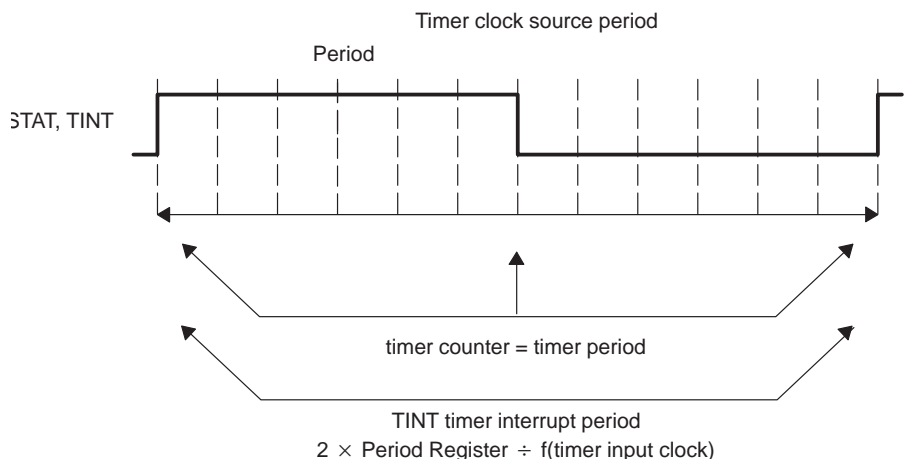 Timer clock source period
Period
STAT, TINT
timer counter = timer period
TINT timer interrupt period
2 × Period Register ÷ f(timer input clock)